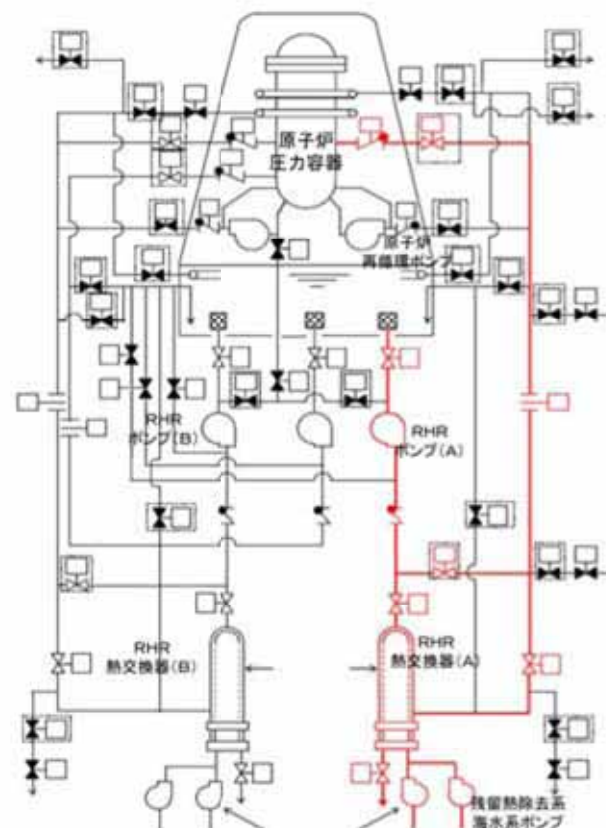 原子炉
圧力容器
原子炉
再循環ポンプ
RHR
ポンプ(B)
RHR
ポンプ(A)
RHR
熱交換器(B)
RHR
熱交換器(A)
残留熱除去系
海水系ポンプ